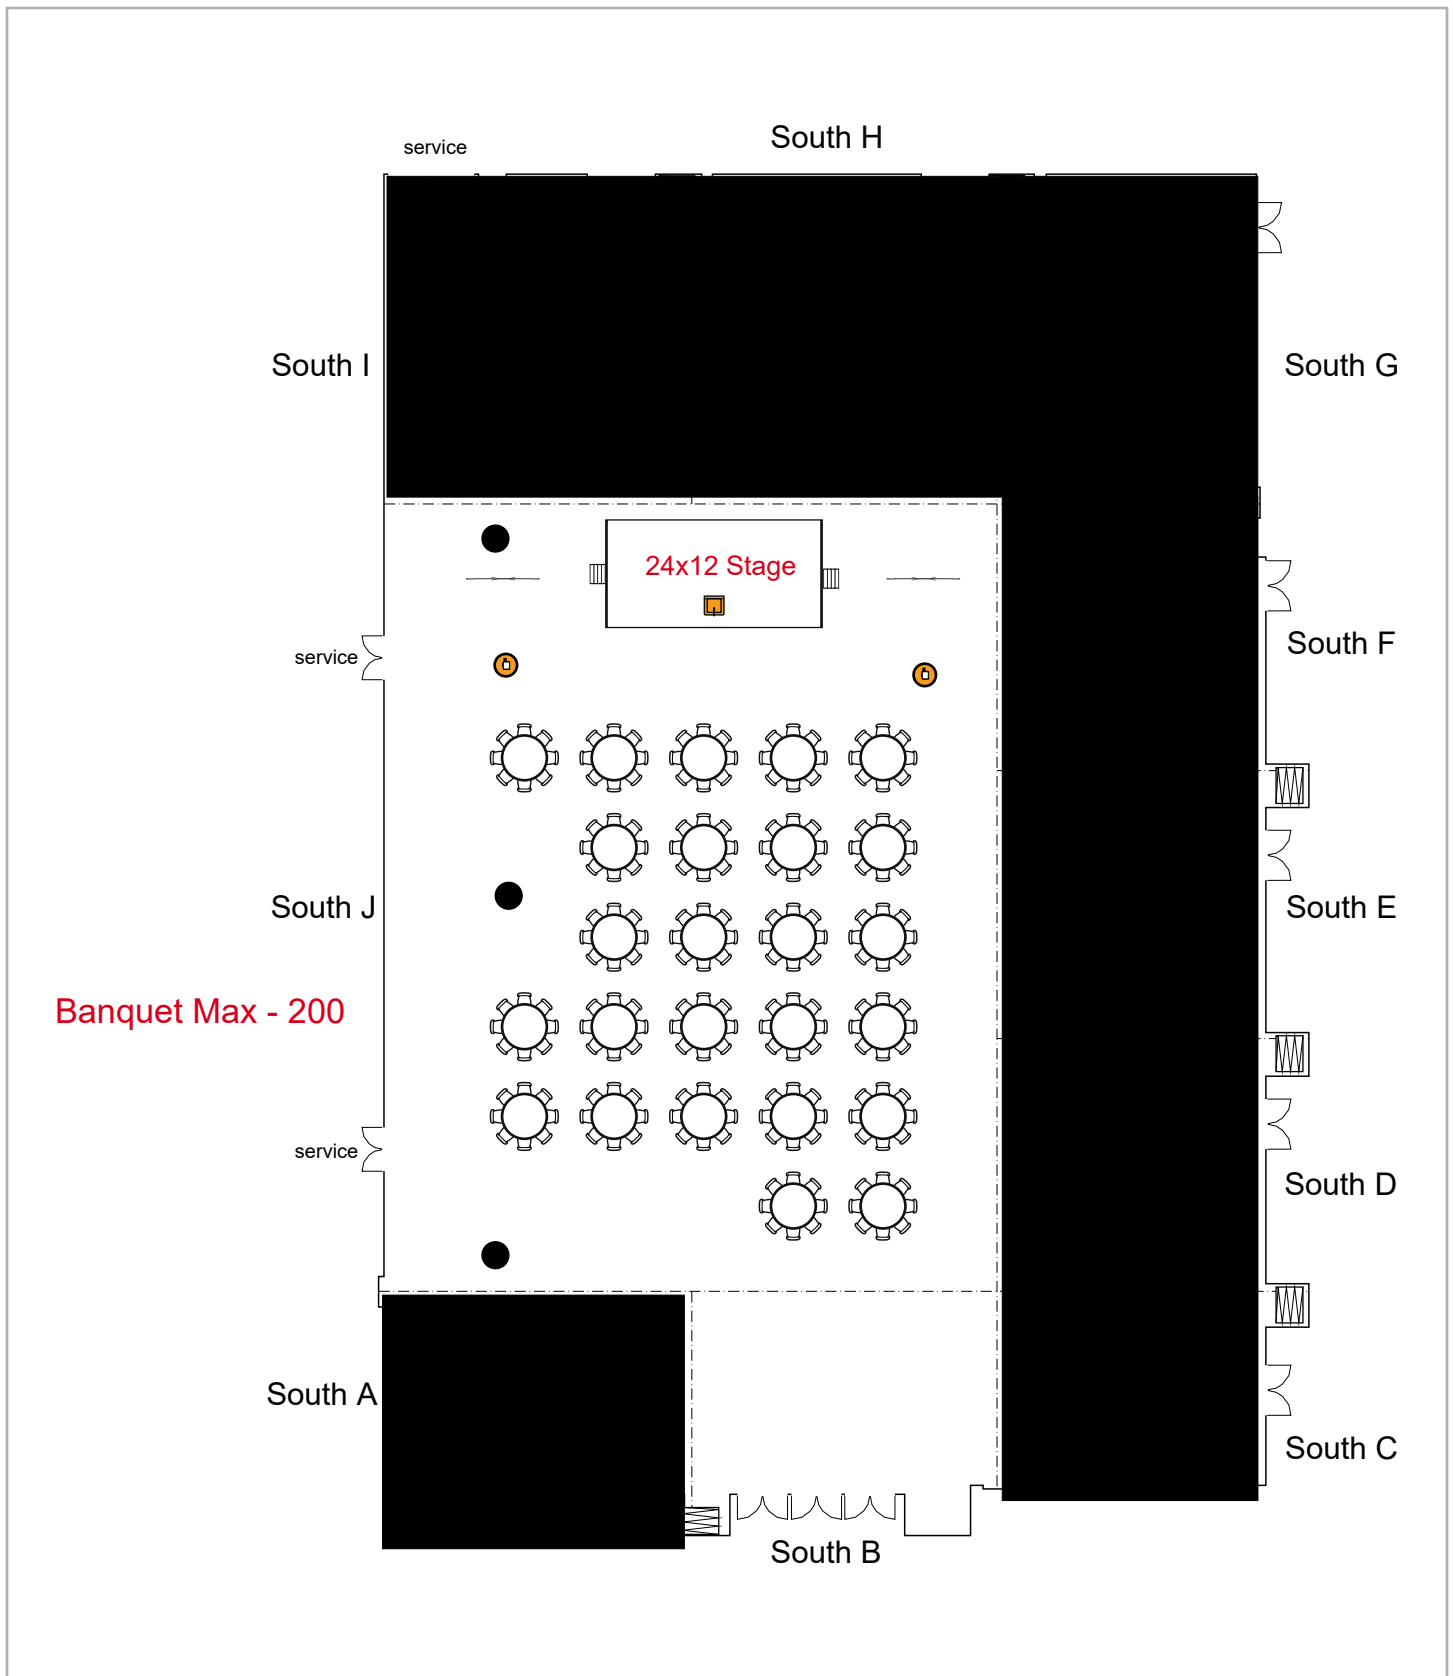 service
South H
South I
South G
24x12 Stage
South F
service
South J
South E
Banquet Max - 200
service
South D
South A
South C
South B